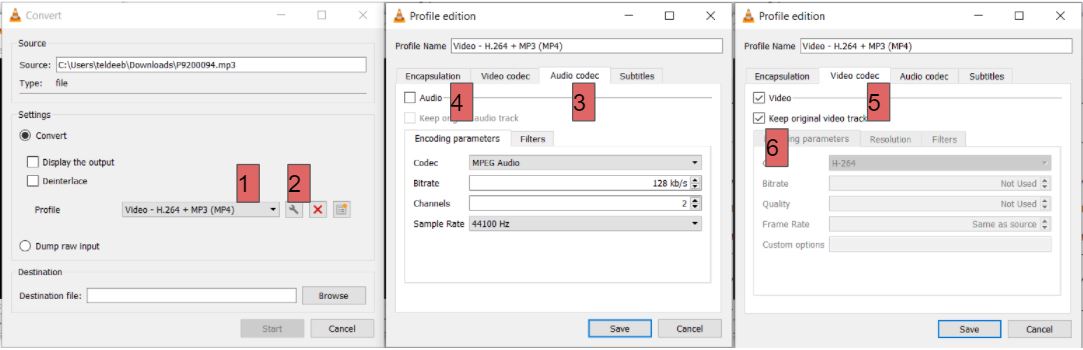 Convert
Source
Source: C:\Users\teldeeb\Downloads\P9200094.mp3
Type: file
Settings
Convert
Display the output
Deinterlace
1
2
Profile Video - H.264 + MP3 (MP4)
Dump raw input
Destination
Destination file: Browse
Start Cancel
Profile edition
Profile Name Video - H.264 + MP3 (MP4)
Encapsulation Video codec Audio codec Subtitles
Audio
4
3
Keep audio track
Encoding parameters Filters
Codec MPEG Audio
Bitrate 128 kb/s
Channels 2
Sample Rate 44100 Hz
Save Cancel
Profile edition
Profile Name Video - H.264 + MP3 (MP4)
Encapsulation Video codec Audio codec Subtitles
Video
5
Keep original video track
6
parameters Resolution Filters
H-264
Bitrate Not Used
Quality Not Used
Frame Rate Same as source
Custom options
Save Cancel